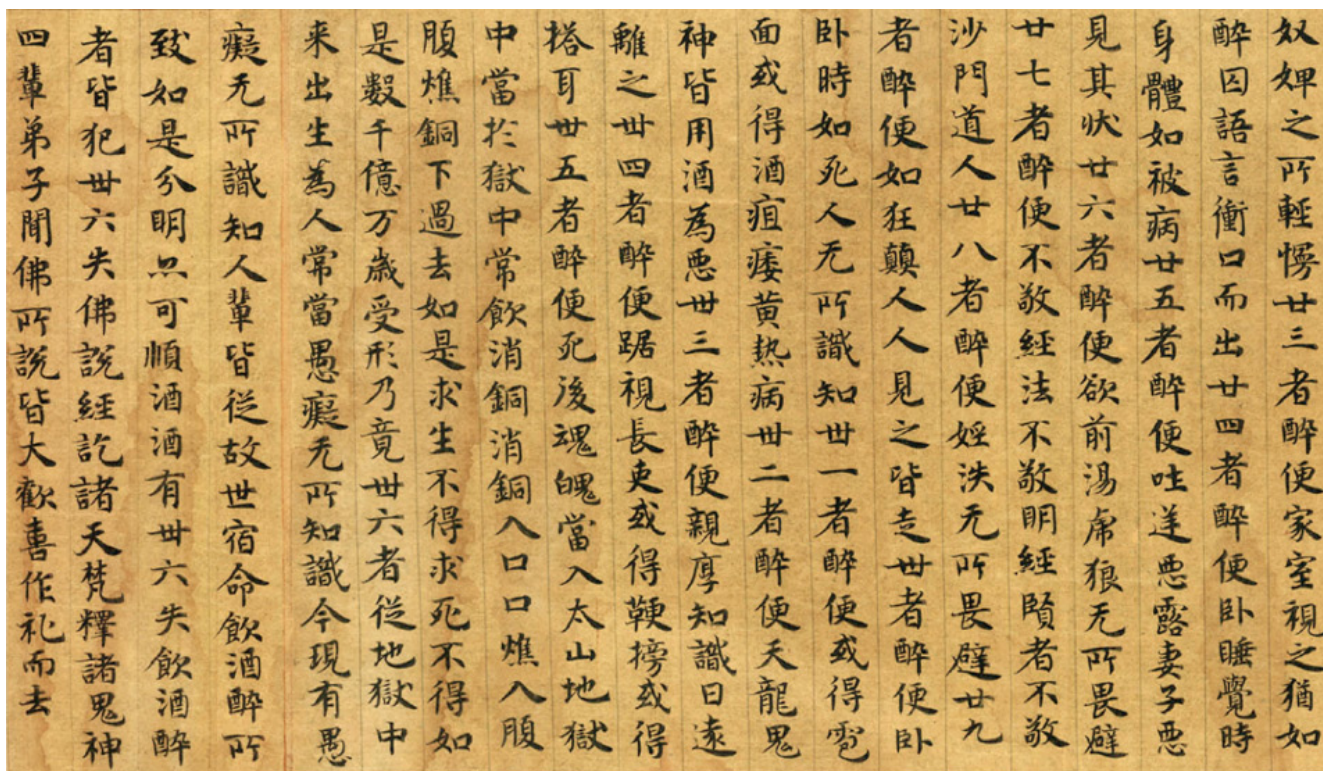 奴婢之所輕慢廿三者醉便家室視之猶如
醉囚語言衝口而出廿四者醉便臥睡覺時
身體如被病廿五者醉便吐逆惡露妻子惡
見其狀廿六者醉便欲前湯虎狼无所畏避
廿七者醉便不敬經法不敬明經賢者不敬
沙門道人廿八者醉便婬泆无所畏避廿九
者醉便如狂顛人人見之皆走卅者醉便臥
臥時如死人无所識知卅一者醉便或得雹
面或得酒疽痿黃熱病卅二者醉便天龍鬼
神皆用酒為惡卅三者醉便親厚知識日遠
離之卅四者醉便踞視長吏或得鞕搒或得
搭耳卅五者醉便死後魂魄當入太山地獄
中當於獄中常飲消銅消銅入口口燋入腹
腹燋銅下過去如是求生不得求死不得如
是數千億万歲受形乃竟卅六者從地獄中
来出生為人常當愚癡无所知識今現有愚
癡无所識知人輩皆從故世宿命飲酒醉所
致如是分明亦可順酒酒有卅六失飲酒醉
者皆犯卅六失佛說經訖諸天梵釋諸鬼神
四輩弟子聞佛所說皆大歡喜作礼而去